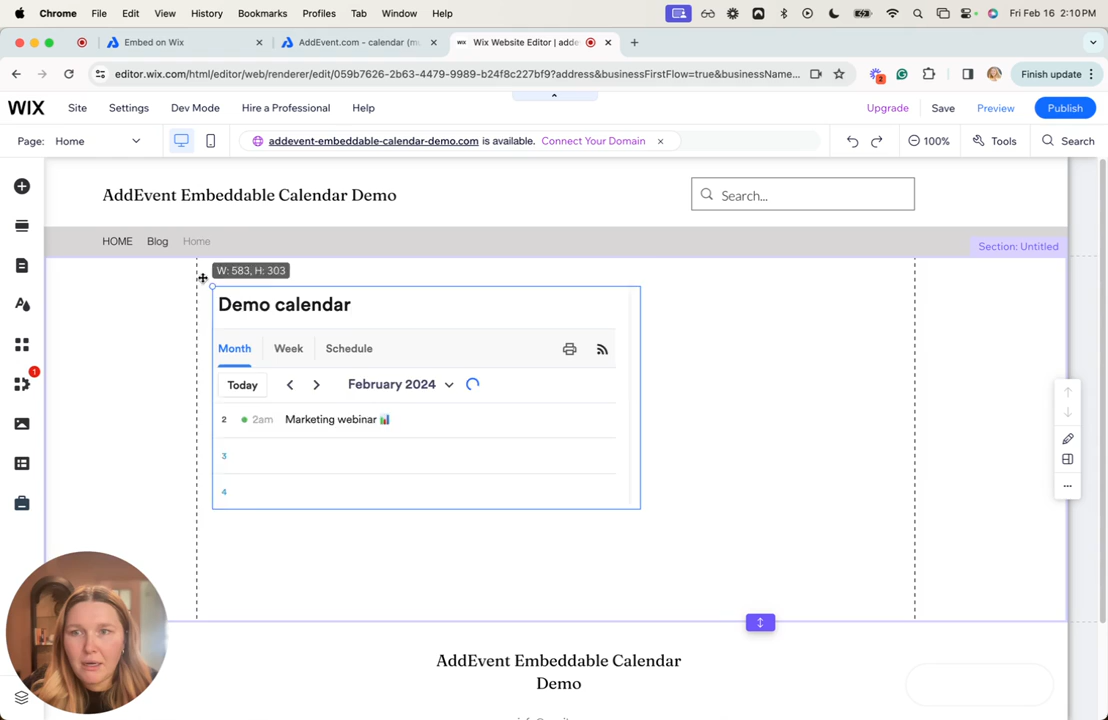 Chrome File Edit View History Bookmarks Profiles Tab Window Help Fri Feb 16 2:10 PM
Embed on Wix
AddEvent.com - calendar (m
Wix Website Editor | adde
editor.wix.com/html/editor/web/renderer/edit/059b7626-2b63-4479-9989-b24f8c227bf9?address&businessFirstFlow=true&businessName...
2
Finish update
WIX Site Settings Dev Mode Hire a Professional Help Upgrade Save Preview Publish
Page: Home
addevent-embeddable-calendar-demo.com is available. Connect Your Domain
100% Tools Search
AddEvent Embeddable Calendar Demo
Search...
HOME Blog Home
Section: Untitled
W: 583, H: 303
Demo calendar
Month Week Schedule
Today February 2024
2 2am Marketing webinar 📊
3
4
1
AddEvent Embeddable Calendar
Demo